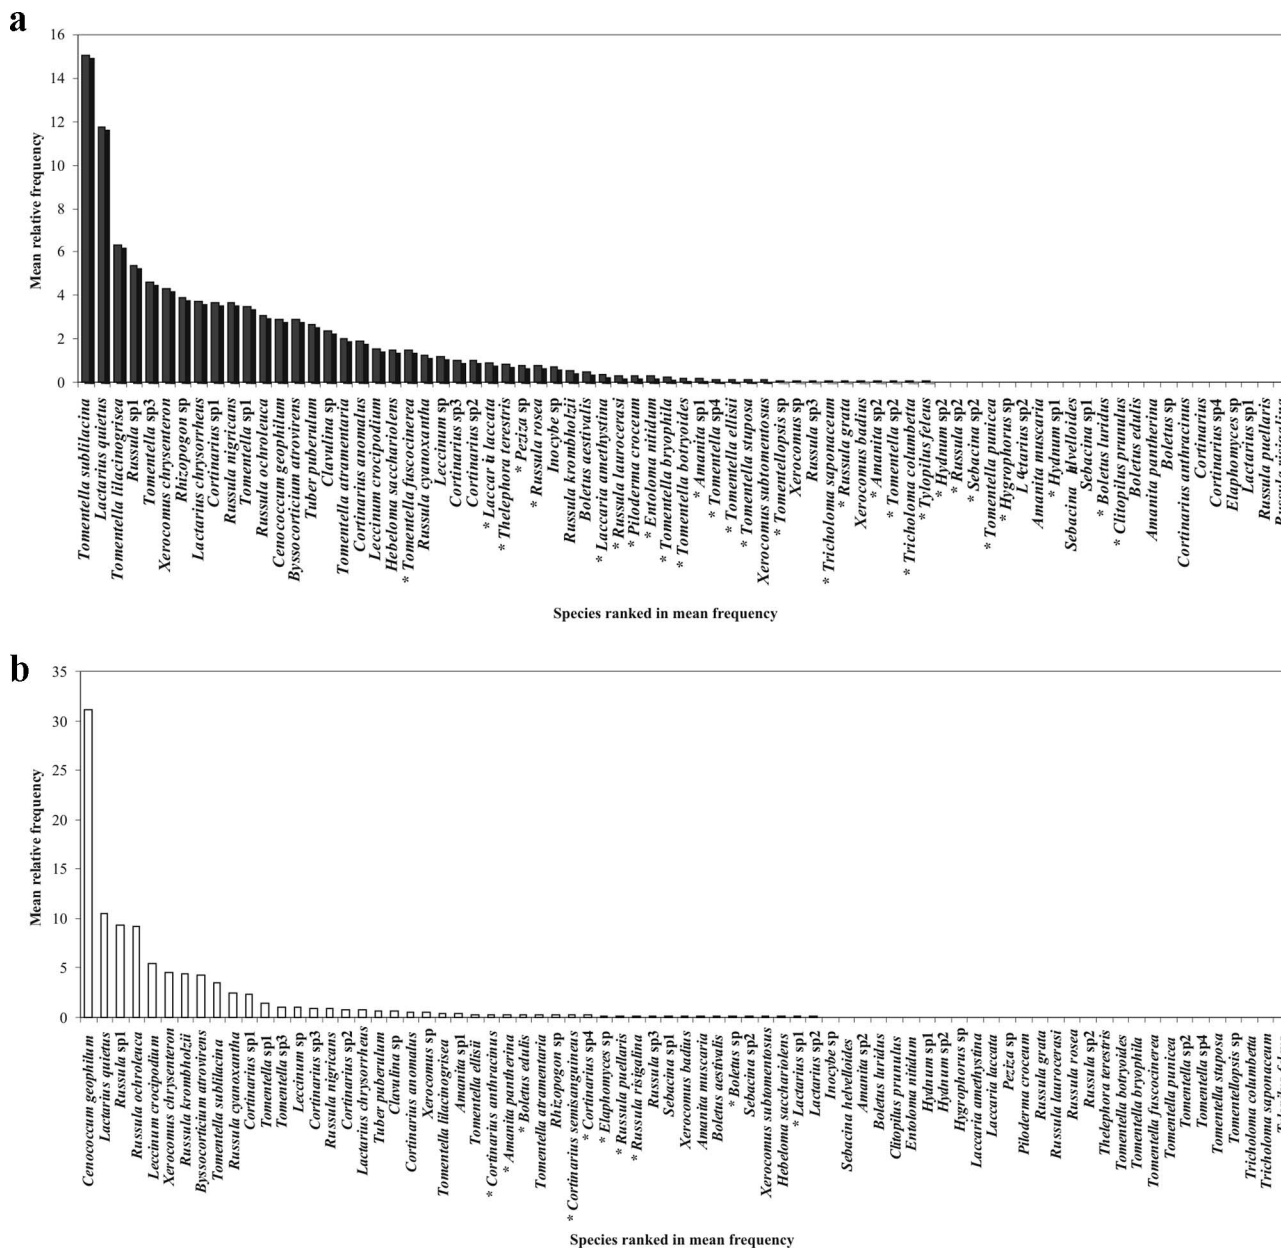 a
16
14
12
10
8
6
4
2
0
Mean relative frequency
Tomentella sublilacina
Lactarius quietus
Tomentella lilacinogrisea
Russula sp1
Tomentella sp3
Xerocomus chrysenteron
Rhizopogon sp
Lactarius chrysorrheus
Cortinarius sp1
Russula nigricans
Tomentella sp1
Russula ochroleuca
Cenococcum geophilum
Byssocorticium atrovirens
Tuber puberulum
Clavulina sp
Tomentella atramentaria
Cortinarius anomalus
Leccinum crocipodium
Hebeloma sacchariolens
* Tomentella fuscocinerea
Russula cyanoxantha
Leccinum sp
Cortinarius sp3
Cortinarius sp2
* Laccaria laccata
* Thelephora terestris
* Peziza sp
* Russula rosea
Inocybe sp
Russula krombholzii
Boletus aestivalis
* Laccaria amethystina
* Russula laurocerasi
* Piloderma croceum
* Entoloma nitidum
* Tomentella bryophila
* Tomentella botryoides
* Amanita sp1
* Tomentella sp4
* Tomentella ellisii
* Tomentella stuposa
Xerocomus subtomentosus
* Tomentellopsis sp
Xerocomus sp
Russula sp3
* Tricholoma saponaceum
* Russula grata
Xerocomus badius
* Amanita sp2
* Tomentella sp2
* Tricholoma columbetta
* Tylopilus feleus
* Hydnum sp2
* Russula sp2
* Sebacina sp2
* Tomentella punicea
* Hygrophorus sp
Lactarius sp2
Amanita muscaria
* Hydnum sp1
Sebacina helvelloides
Sebacina sp1
* Boletus luridus
* Clitopilus prunulus
Boletus edulis
Amanita pantherina
Boletus sp
Cortinarius anthracinus
Cortinarius
Cortinarius sp4
Elaphomyces sp
Lactarius sp1
Russula puellaris
Species ranked in mean frequency
b
35
30
25
20
15
10
5
0
Mean relative frequency
Cenoccum geophilum
Lactarius quietus
Russula sp1
Russula ochroleuca
Leccinum crocipodium
Xerocomus chrysenteron
Russula krombholzii
Byssocorticium atrovirens
Tomentella sublilacina
Russula cyanoxantha
Cortinarius sp1
Tomentella sp1
Tomentella sp3
Leccinum sp
Cortinarius sp3
Russula nigricans
Cortinarius sp2
Lactarius chrysorrheus
Tuber puberulum
Clavulina sp
Cortinarius anomalus
Xerocomus sp
Tomentella lilacinogrisea
Amanita sp1
Tomentella ellisii
* Cortinarius anthracinus
* Amanita pantherina
* Boletus edulis
Tomentella atramentaria
Rhizopogon sp
* Cortinarius semisanguineus
* Cortinarius sp4
* Elaphomyces sp
* Russula puellaris
* Russula risigalina
Russula sp3
Sebacina sp1
Xerocomus badius
Amanita muscaria
Boletus aestivalis
* Boletus sp
Sebacina sp2
Xerocomus subtomentosus
Hebeloma sacchariolens
* Lactarius sp1
Lactarius sp2
Inocybe sp
Sebacina helvelloides
Amanita sp2
Boletus luridus
Clitopilus prunulus
Entoloma nitidum
Hydnum sp1
Hydnum sp2
Hygrophorus sp
Laccaria amethystina
Laccaria laccata
Peziza sp
Piloderma croceum
Russula grata
Russula laurocerasi
Russula rosea
Russula sp2
Thelephora terestris
Tomentella botryoides
Tomentella bryophila
Tomentella fuscocinerea
Tomentella punicea
Tomentella sp2
Tomentella sp4
Tomentella stuposa
Tomentellopsis sp
Tricholoma columbetta
Tricholoma saponaceum
Species ranked in mean frequency